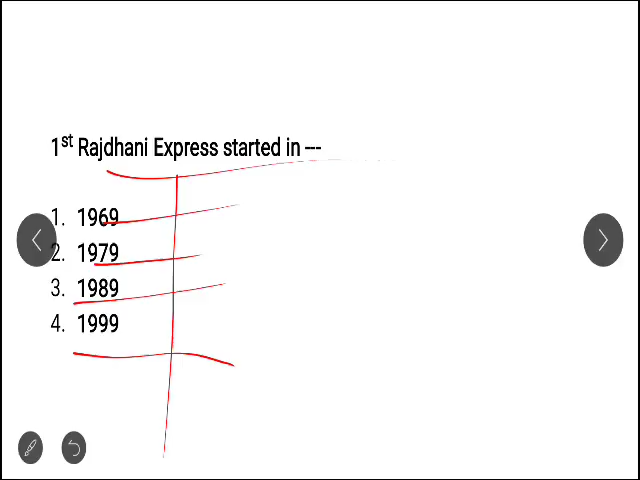 1st Rajdhani Express started in ---
1. 1969
2. 1979
3. 1989
4. 1999